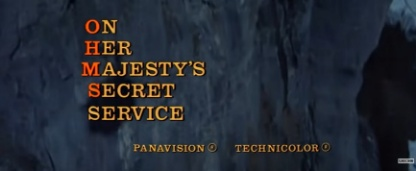 ON
HER
MAJESTY'S
SECRET
SERVICE
PANAVISION ® TECHNICOLOR ®